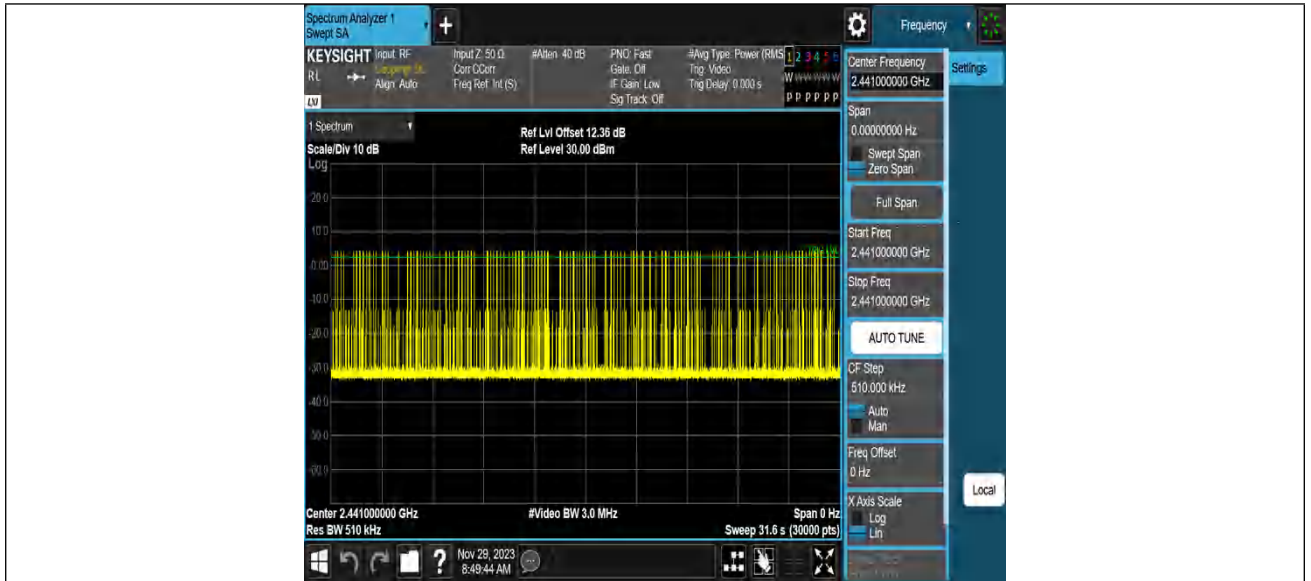 Spectrum Analyzer 1
Swept SA
+
Frequency
KEYSIGHT
Input: RF
Coupling: DC
Align: Auto
RL
LXI
Input Z: 50 Ω
Corr CCorr
Freq Ref: Int (S)
#Atten: 40 dB
PNO: Fast
Gate: Off
IF Gain: Low
Sig Track: Off
#Avg Type: Power (RMS
Trig: Video
Trig Delay: 0.000 s
1 2 3 4 5 6
W W W W W W
P P P P P P
Center Frequency
2.441000000 GHz
Settings
Span
0.00000000 Hz
Swept Span
Zero Span
Full Span
Start Freq
2.441000000 GHz
Stop Freq
2.441000000 GHz
AUTO TUNE
CF Step
510.000 kHz
Auto
Man
Freq Offset
0 Hz
X Axis Scale
Log
Lin
Local
1 Spectrum
Scale/Div 10 dB
Log
Ref Lvl Offset 12.36 dB
Ref Level 30.00 dBm
20.0
10.0
0.00
-10.0
-20.0
-30.0
-40.0
-50.0
-60.0
Center 2.441000000 GHz
#Video BW 3.0 MHz
Span 0 Hz
Res BW 510 kHz
Sweep 31.6 s (30000 pts)
?
Nov 29, 2023
8:49:44 AM